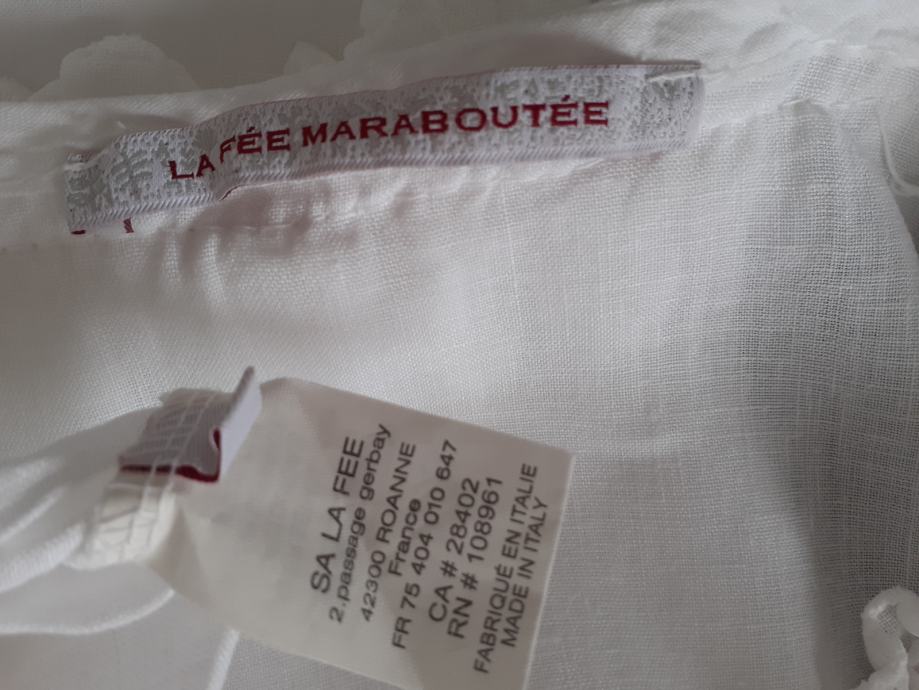 LA FÉE MARABOUTÉE
SA LA FEE
2.passage gerbay
42300 ROANNE
France
FR 75 404 010 647
CA # 28402
RN # 108961
FABRIQUÉ EN ITALIE
MADE IN ITALY